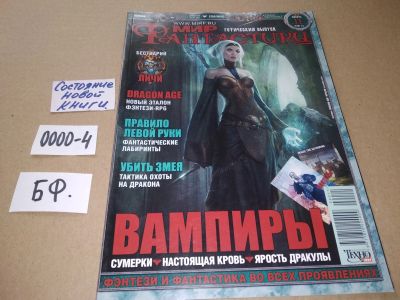 Состояние
новой
книги
0000-4
БФ.
WWW.MIRF.RU
ГОТИЧЕСКИЙ ВЫПУСК
МИР
ФАНТАСТИКИ
БЕСТИАРИЙ
ЛИЧИ
DRAGON AGE
НОВЫЙ ЭТАЛОН
ФЭНТЕЗИ-RPG
ПРАВИЛО
ЛЕВОЙ РУКИ
ФАНТАСТИЧЕСКИЕ
ЛАБИРИНТЫ
УБИТЬ ЗМЕЯ
ТАКТИКА ОХОТЫ
НА ДРАКОНА
ВАМПИРЫ
СУМЕРКИ НАСТОЯЩАЯ КРОВЬ ЯРОСТЬ ДРАКУЛЫ
ТЕХНО
ФЭНТЕЗИ И ФАНТАСТИКА ВО ВСЕХ ПРОЯВЛЕНИЯХ